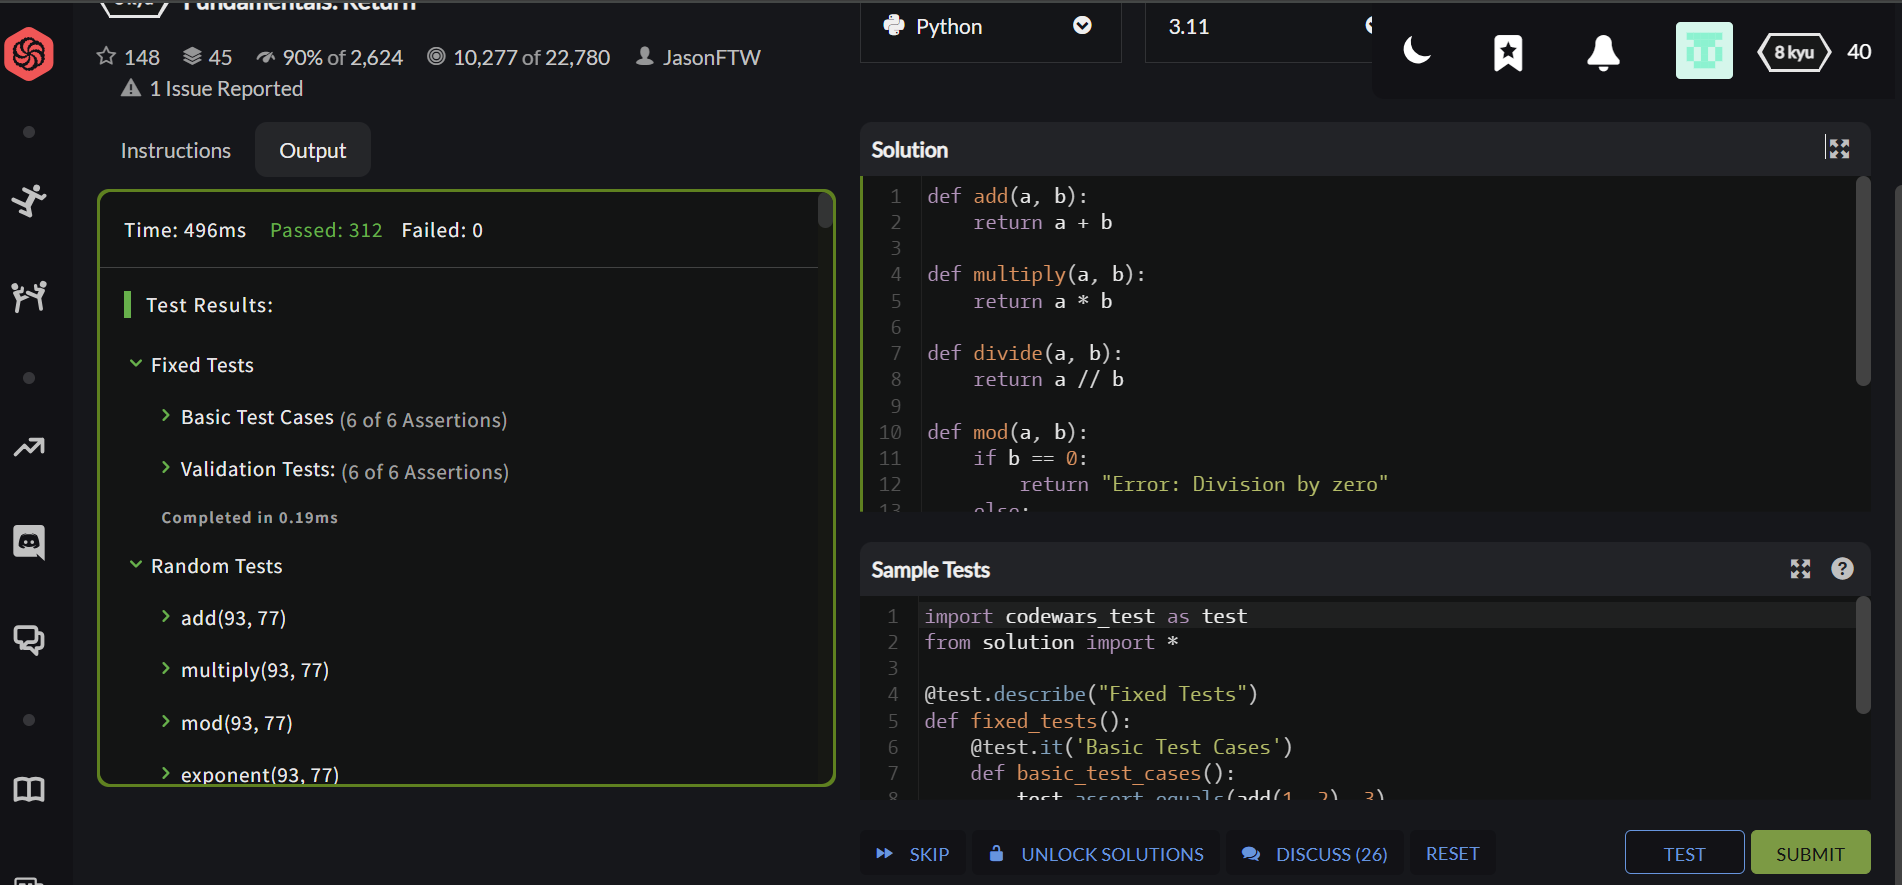 Fundamentals: Return
148 45 90% of 2,624 10,277 of 22,780 JasonFTW
1 Issue Reported
Python
3.11
8 kyu 40
Instructions Output
Time: 496ms Passed: 312 Failed: 0
Test Results:
Fixed Tests
Basic Test Cases (6 of 6 Assertions)
Validation Tests: (6 of 6 Assertions)
Completed in 0.19ms
Random Tests
add(93, 77)
multiply(93, 77)
mod(93, 77)
exponent(93, 77)
Solution
1 def add(a, b):
2     return a + b
3
4 def multiply(a, b):
5     return a * b
6
7 def divide(a, b):
8     return a // b
9
10 def mod(a, b):
11     if b == 0:
12         return "Error: Division by zero"
13     else:
Sample Tests
1 import codewars_test as test
2 from solution import *
3
4 @test.describe("Fixed Tests")
5 def fixed_tests():
6     @test.it('Basic Test Cases')
7     def basic_test_cases():
8         test.assert_equals(add(1, 2), 3)
SKIP UNLOCK SOLUTIONS DISCUSS (26) RESET TEST SUBMIT